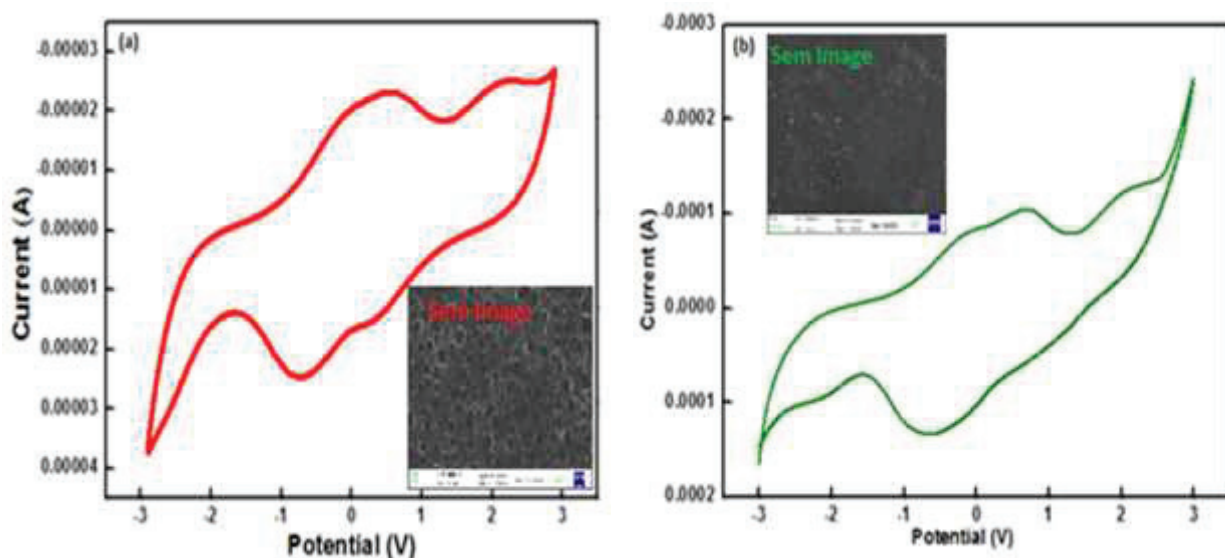 (a)
-0.00003
-0.00002
-0.00001
0.00000
0.00001
0.00002
0.00003
0.00004
Current (A)
Sem Image
-3 -2 -1 0 1 2 3
Potential (V)
(b)
-0.0003
-0.0002
-0.0001
0.0000
0.0001
0.0002
Current (A)
Sem Image
-3 -2 -1 0 1 2 3
Potential (V)